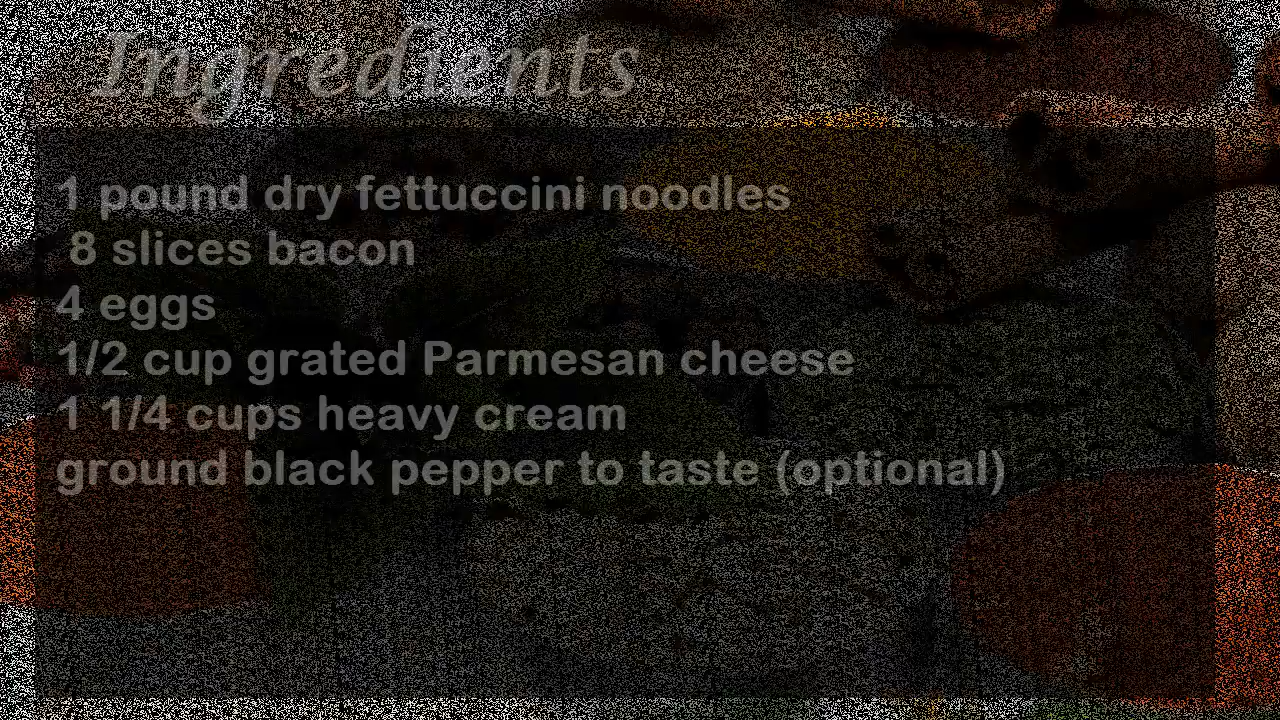 Ingredients
1 pound dry fettuccini noodles
8 slices bacon
4 eggs
1/2 cup grated Parmesan cheese
1 1/4 cups heavy cream
ground black pepper to taste (optional)